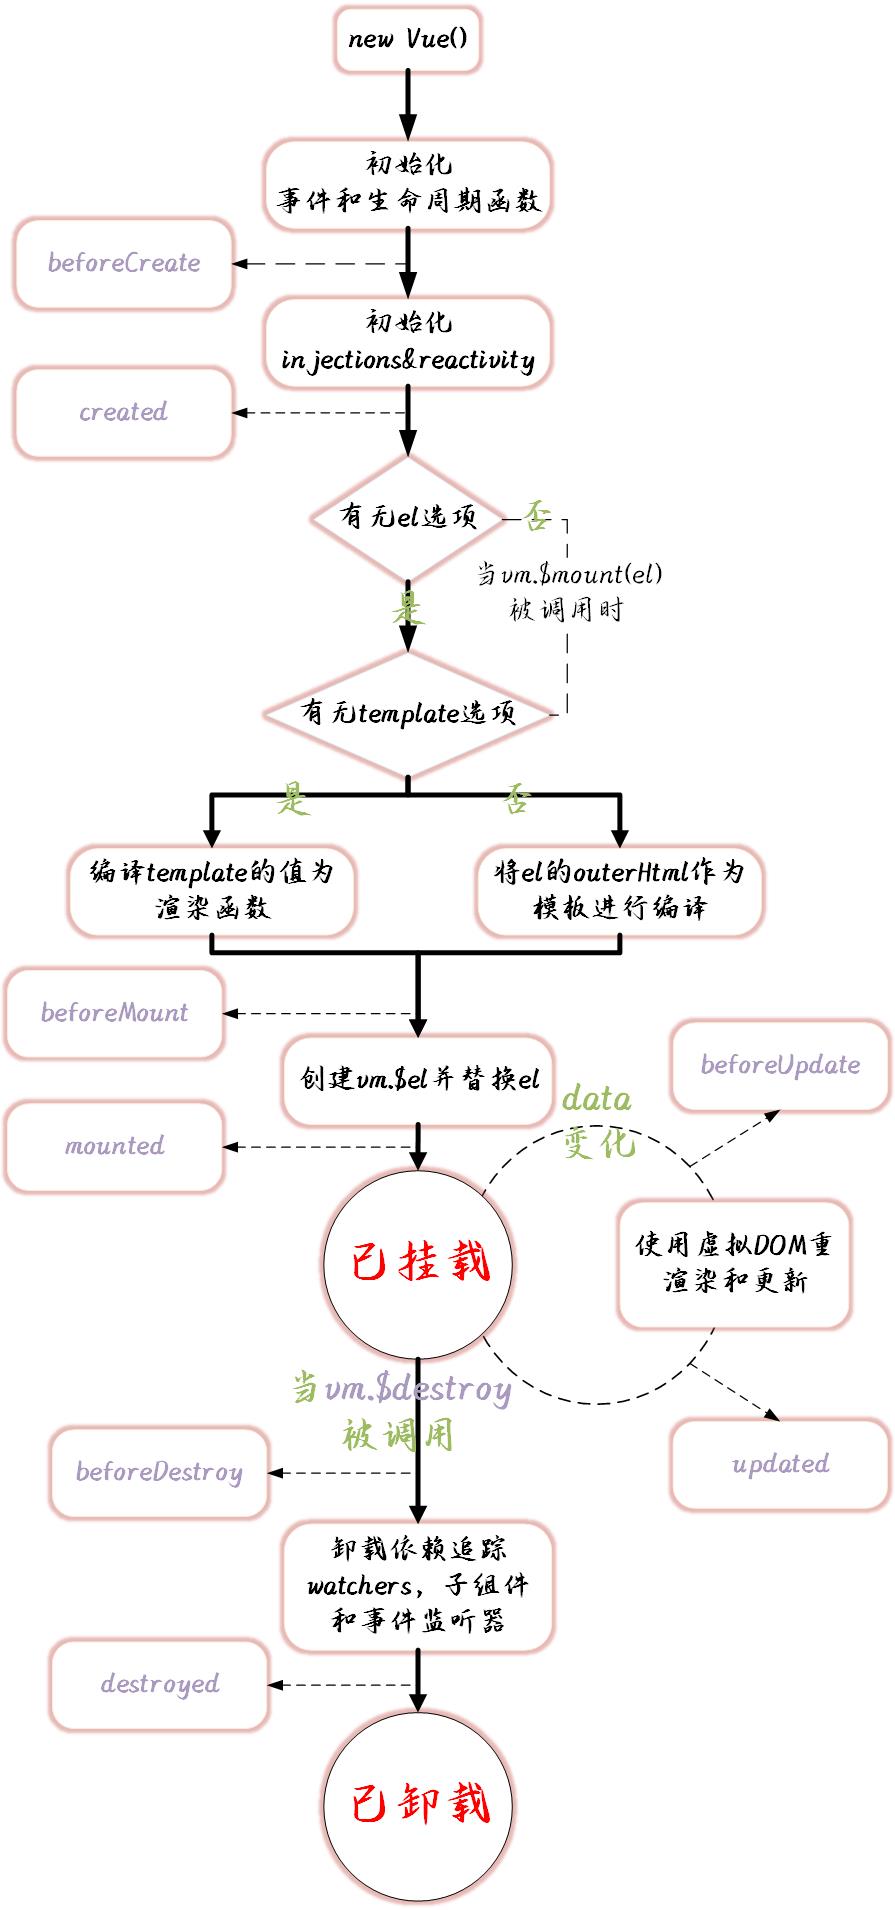 new Vue()
初始化
事件和生命周期函数
beforeCreate
初始化
injections&reactivity
created
有无el选项
否
当vm.$mount(el)
被调用时
是
有无template选项
是
否
编译template的值为
渲染函数
将el的outerHtml作为
模板进行编译
beforeMount
创建vm.$el并替换el
beforeUpdate
data
变化
mounted
已挂载
使用虚拟DOM重
渲染和更新
当vm.$destroy
被调用
beforeDestroy
updated
卸载依赖追踪
watchers，子组件
和事件监听器
destroyed
已卸载